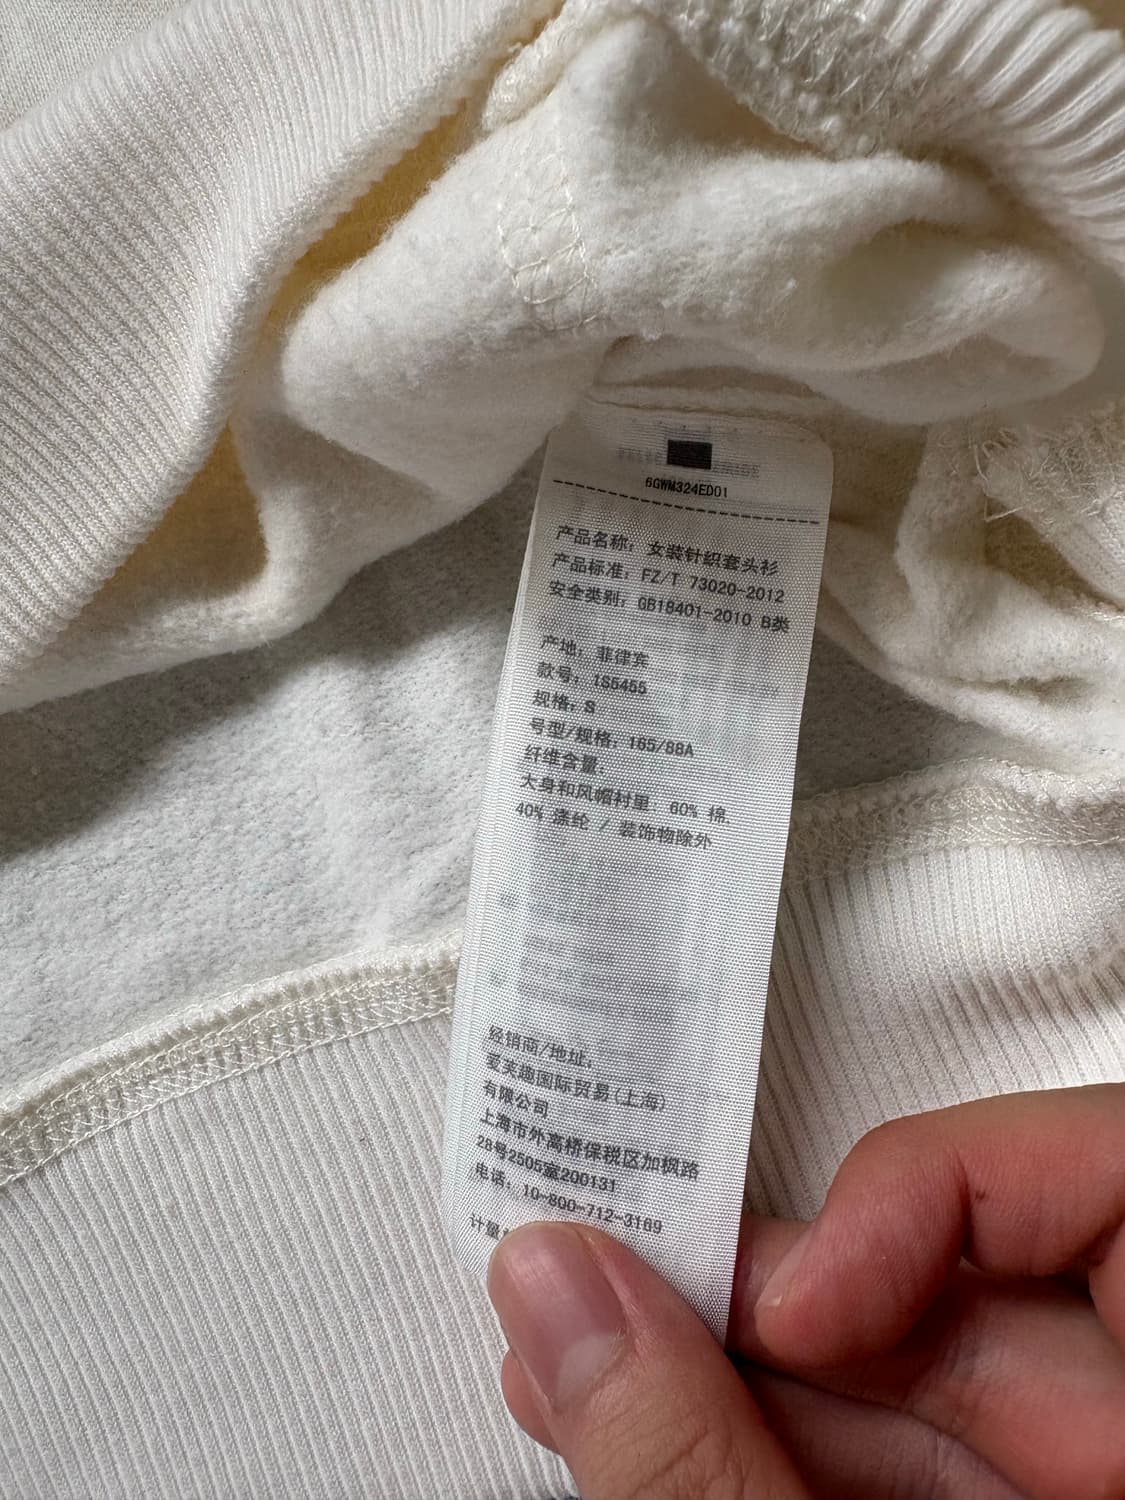 6GWM324ED01
产品名称: 女装针织套头衫
产品标准: FZ/T 73020-2012
安全类别: GB18401-2010 B类
产地: 菲律宾
款号: 1S5455
规格: S
号型/规格: 165/88A
纤维含量:
大身和风帽衬里 60% 棉,
40% 涤纶 / 装饰物除外
经销商/地址:
爱芙趣国际贸易(上海)
有限公司
上海市外高桥保税区加枫路
28号2505室200131
电话: 10-800-712-3169
计量